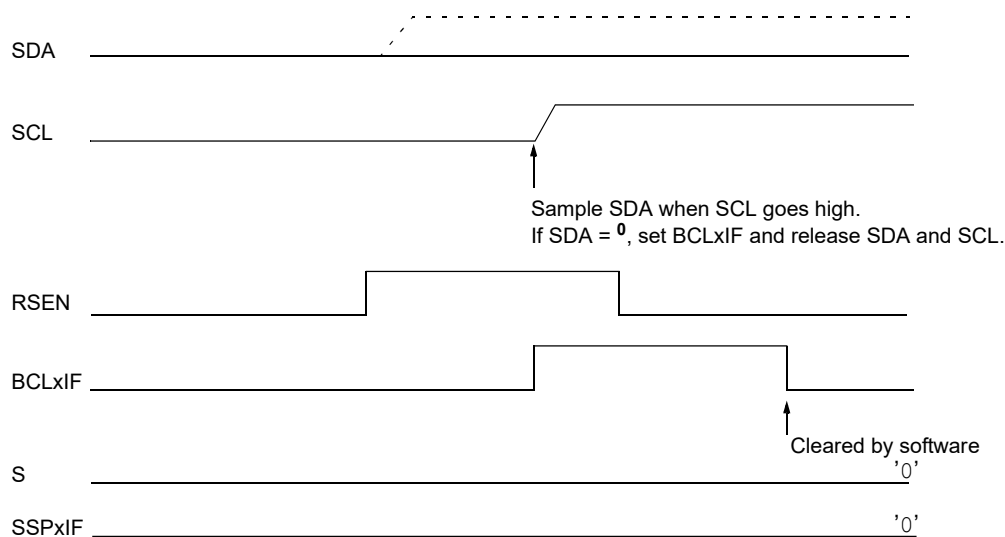 SDA
SCL
Sample SDA when SCL goes high.
If SDA = 0, set BCLxIF and release SDA and SCL.
RSEN
BCLxIF
Cleared by software
S
'0'
SSPxIF
'0'